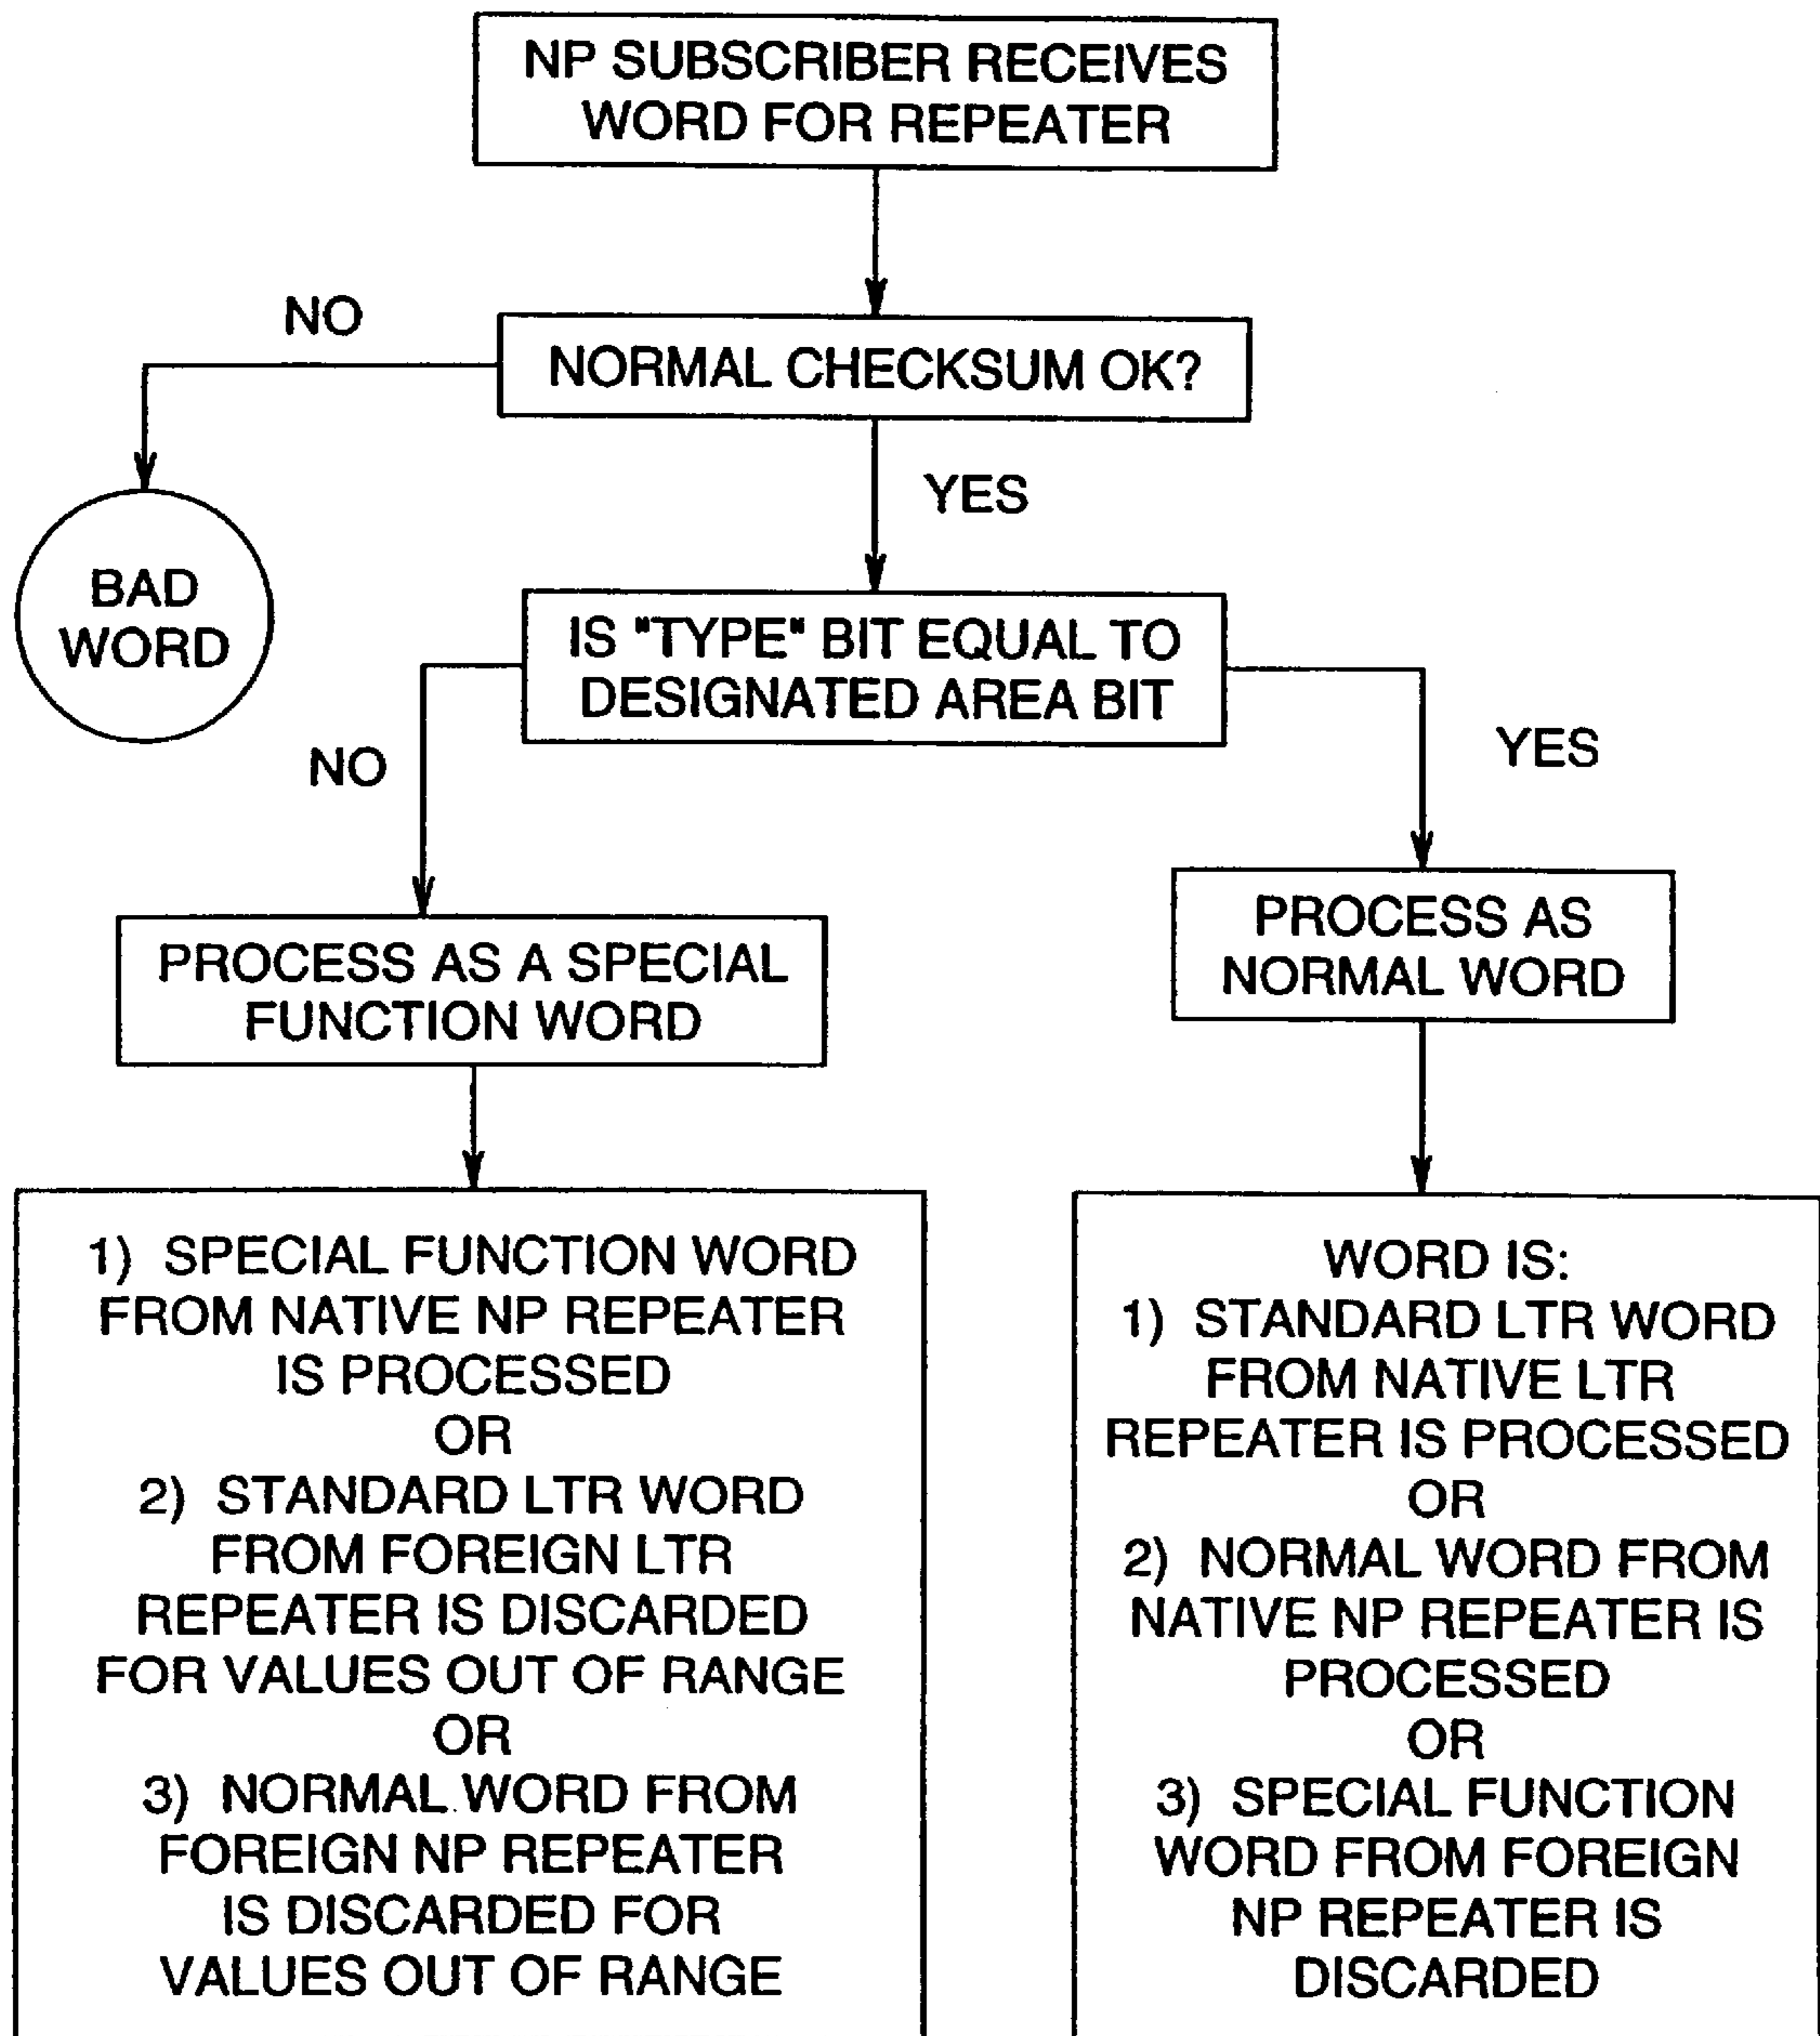 NP SUBSCRIBER RECEIVES
WORD FOR REPEATER
NO
NORMAL CHECKSUM OK?
YES
BAD
WORD
IS "TYPE" BIT EQUAL TO
DESIGNATED AREA BIT
NO
YES
PROCESS AS A SPECIAL
FUNCTION WORD
PROCESS AS
NORMAL WORD
1) SPECIAL FUNCTION WORD
FROM NATIVE NP REPEATER
IS PROCESSED
OR
2) STANDARD LTR WORD
FROM FOREIGN LTR
REPEATER IS DISCARDED
FOR VALUES OUT OF RANGE
OR
3) NORMAL WORD FROM
FOREIGN NP REPEATER
IS DISCARDED FOR
VALUES OUT OF RANGE
WORD IS:
1) STANDARD LTR WORD
FROM NATIVE LTR
REPEATER IS PROCESSED
OR
2) NORMAL WORD FROM
NATIVE NP REPEATER IS
PROCESSED
OR
3) SPECIAL FUNCTION
WORD FROM FOREIGN
NP REPEATER IS
DISCARDED